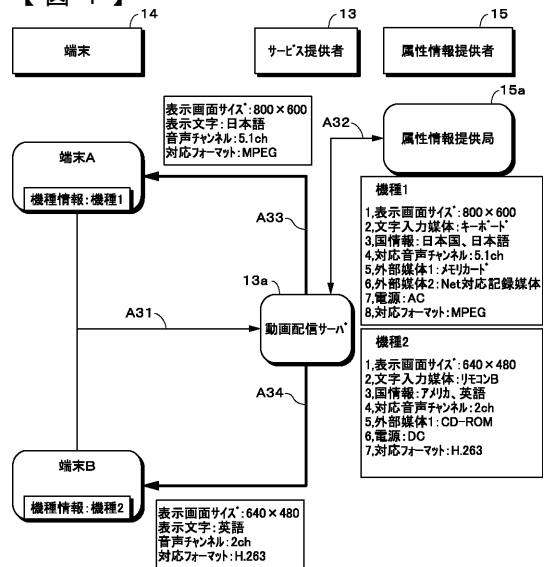 【図4】
14
端末
13
サービス提供者
15
属性情報提供者
表示画面サイズ:800×600
表示文字:日本語
音声チャンネル:5.1ch
対応フォーマット:MPEG
15a
属性情報提供局
A32
端末A
機種情報:機種1
A33
機種1
1,表示画面サイズ:800×600
2,文字入力媒体:キーボード
3,国情報:日本国、日本語
4,対応音声チャンネル:5.1ch
5,外部媒体1:メモリカード
6,外部媒体2:Net対応記録媒体
7,電源:AC
8,対応フォーマット:MPEG
13a
動画配信サーバ
A31
A34
機種2
1,表示画面サイズ:640×480
2,文字入力媒体:リモコンB
3,国情報:アメリカ、英語
4,対応音声チャンネル:2ch
5,外部媒体1:CD-ROM
6,電源:DC
7,対応フォーマット:H.263
端末B
機種情報:機種2
表示画面サイズ:640×480
表示文字:英語
音声チャンネル:2ch
対応フォーマット:H.263